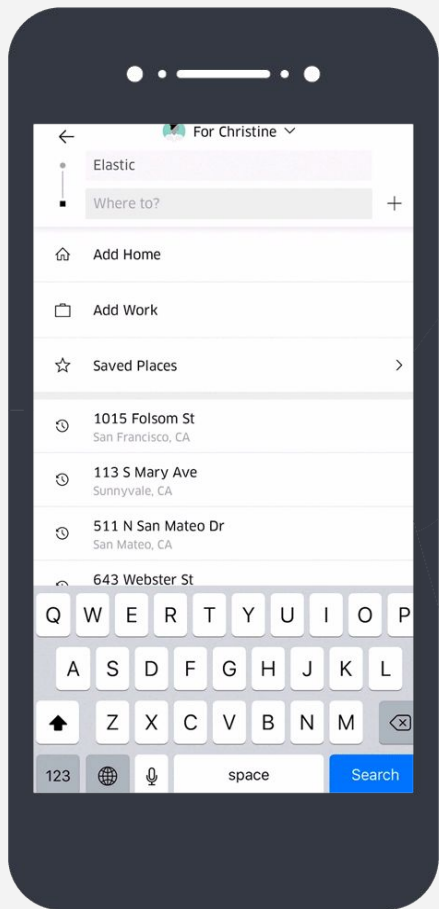 For Christine
Elastic
Where to?
Add Home
Add Work
Saved Places
1015 Folsom St
San Francisco, CA
113 S Mary Ave
Sunnyvale, CA
511 N San Mateo Dr
San Mateo, CA
643 Webster St
Q W E R T Y U I O P
A S D F G H J K L
Z X C V B N M
123 space Search